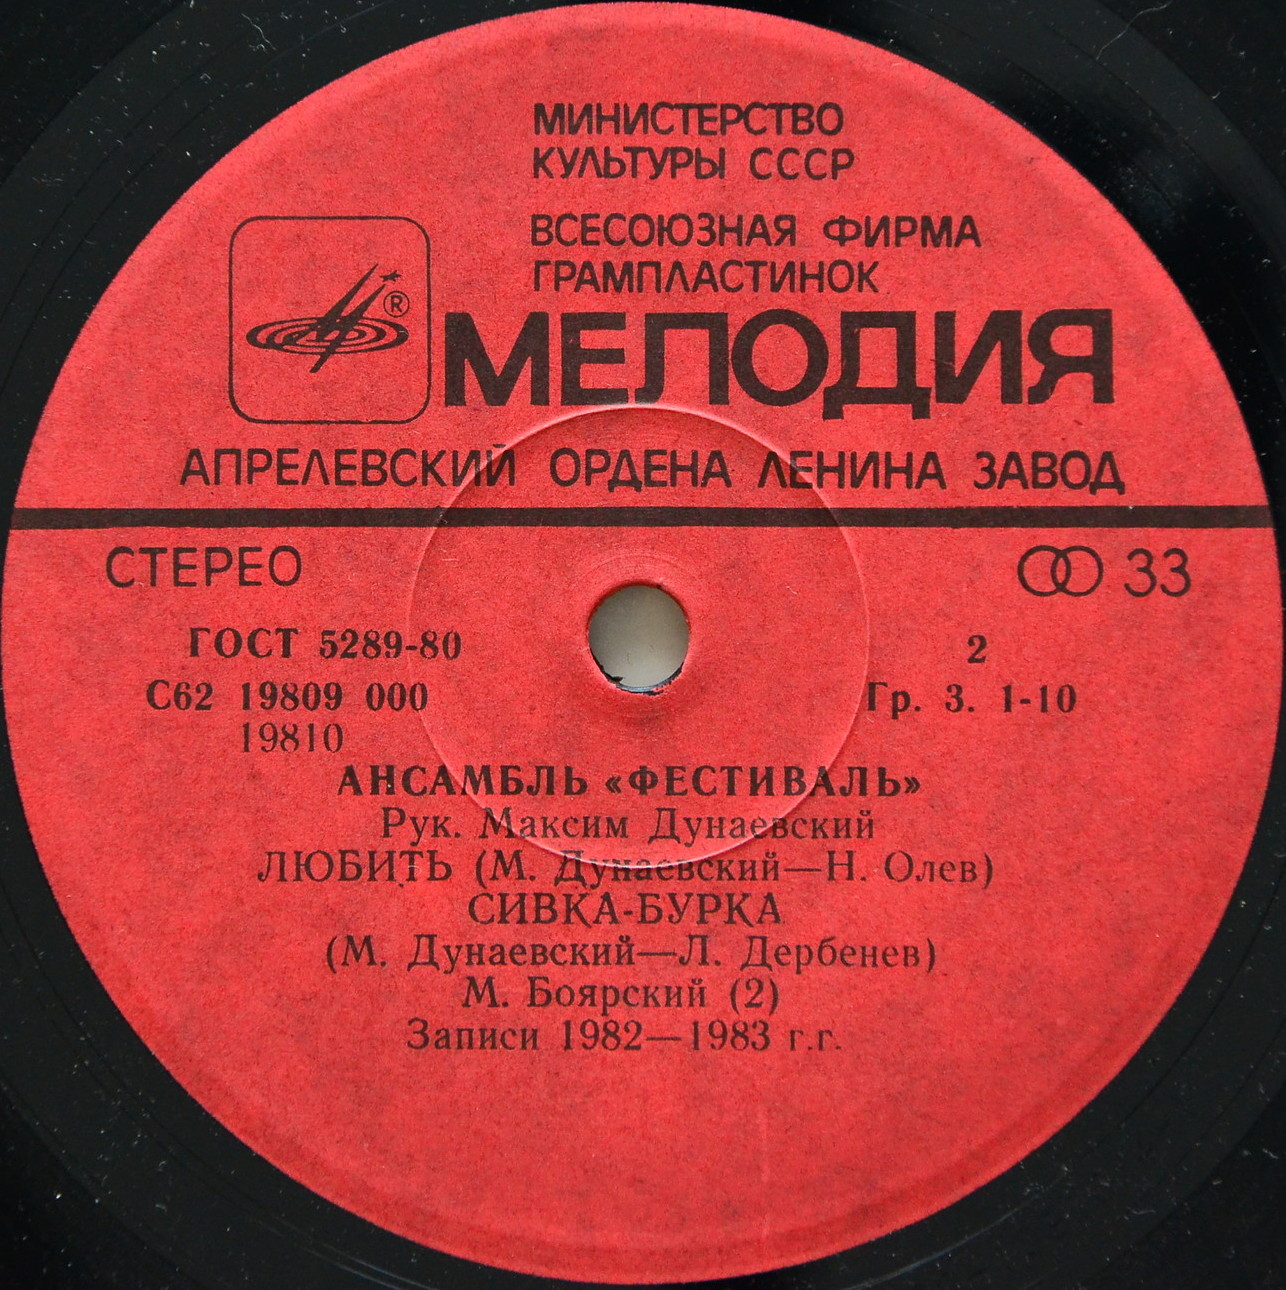 МИНИСТЕРСТВО
КУЛЬТУРЫ СССР
ВСЕСОЮЗНАЯ ФИРМА
ГРАМПЛАСТИНОК
®
МЕЛОДИЯ
АПРЕЛЕВСКИЙ ОРДЕНА ЛЕНИНА ЗАВОД
СТЕРЕО 33
ГОСТ 5289-80 2
С62 19809 000 Гр. 3. 1-10
19810
АНСАМБЛЬ «ФЕСТИВАЛЬ»
Рук. Максим Дунаевский
ЛЮБИТЬ (М. Дунаевский—Н. Олев)
СИВКА-БУРКА
(М. Дунаевский—Л. Дербенев)
М. Боярский (2)
Записи 1982—1983 г.г.